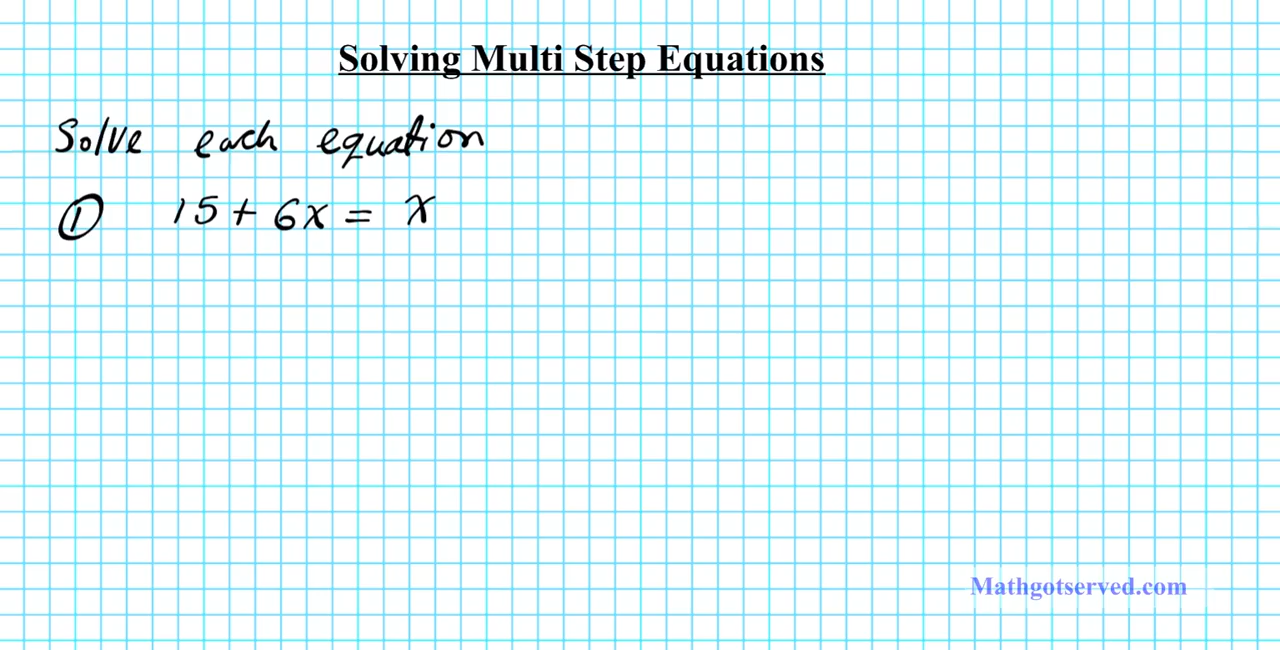 Solving Multi Step Equations
Solve each equation
① 15 + 6x = x
Mathgotserved.com